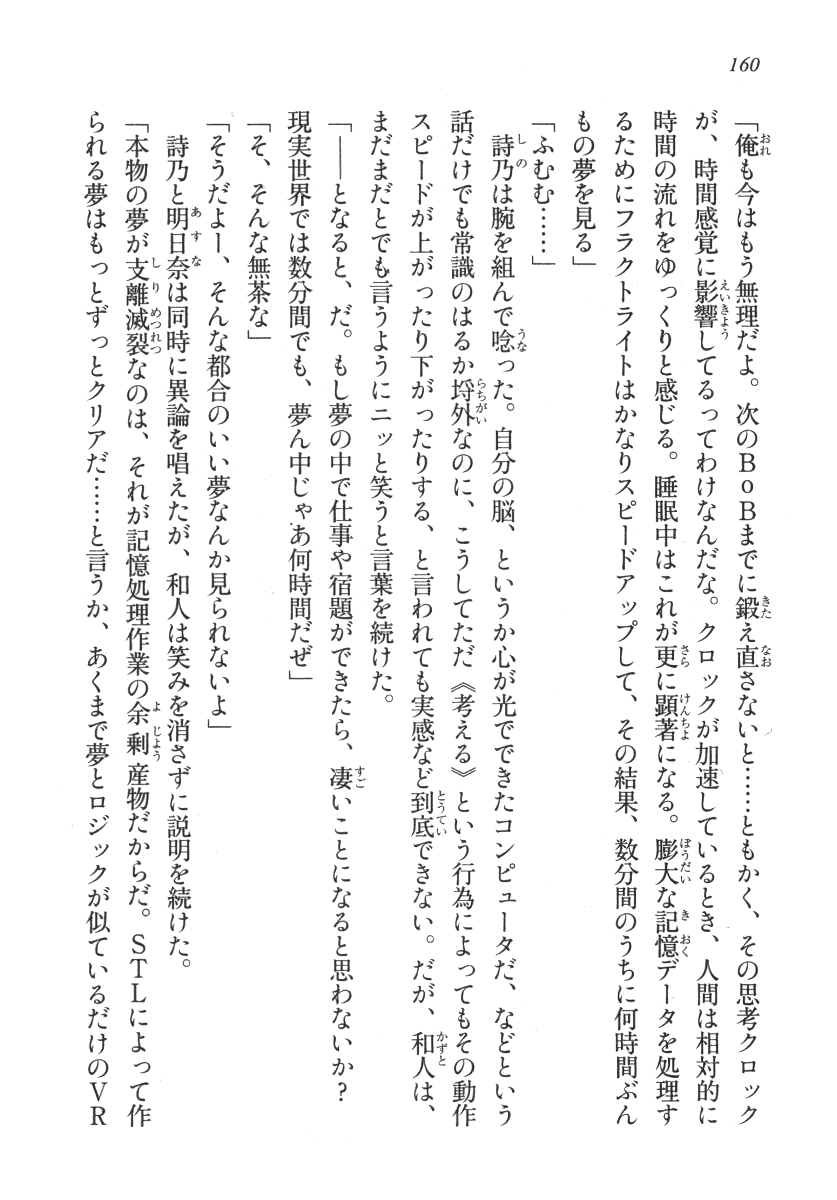 160
「俺も今はもう無理だよ。次のＢｏＢまでに鍛え直さないと……ともかく、その思考クロック
が、時間感覚に影響してるってわけなんだな。クロックが加速しているとき、人間は相対的に
時間の流れをゆっくりと感じる。睡眠中はこれが更に顕著になる。膨大な記憶データを処理す
るためにフラクトライトはかなりスピードアップして、その結果、数分間のうちに何時間ぶん
もの夢を見る」
「ふむむ……」
　詩乃は腕を組んで唸った。自分の脳、というか心が光でできたコンピュータだ、などという
話だけでも常識のはるか埒外なのに、こうしてただ《考える》という行為によってもその動作
スピードが上がったり下がったりする、と言われても実感など到底できない。だが、和人は、
まだまだとでも言うようにニッと笑うと言葉を続けた。
「――となると、だ。もし夢の中で仕事や宿題ができたら、凄いことになると思わないか？
現実世界では数分間でも、夢ん中じゃあ何時間だぜ」
「そ、そんな無茶な」
「そうだよー、そんな都合のいい夢なんか見られないよ」
　詩乃と明日奈は同時に異論を唱えたが、和人は笑みを消さずに説明を続けた。
「本物の夢が支離滅裂なのは、それが記憶処理作業の余剰産物だからだ。ＳＴＬによって作
られる夢はもっとずっとクリアだ……と言うか、あくまで夢とロジックが似ているだけのＶＲ